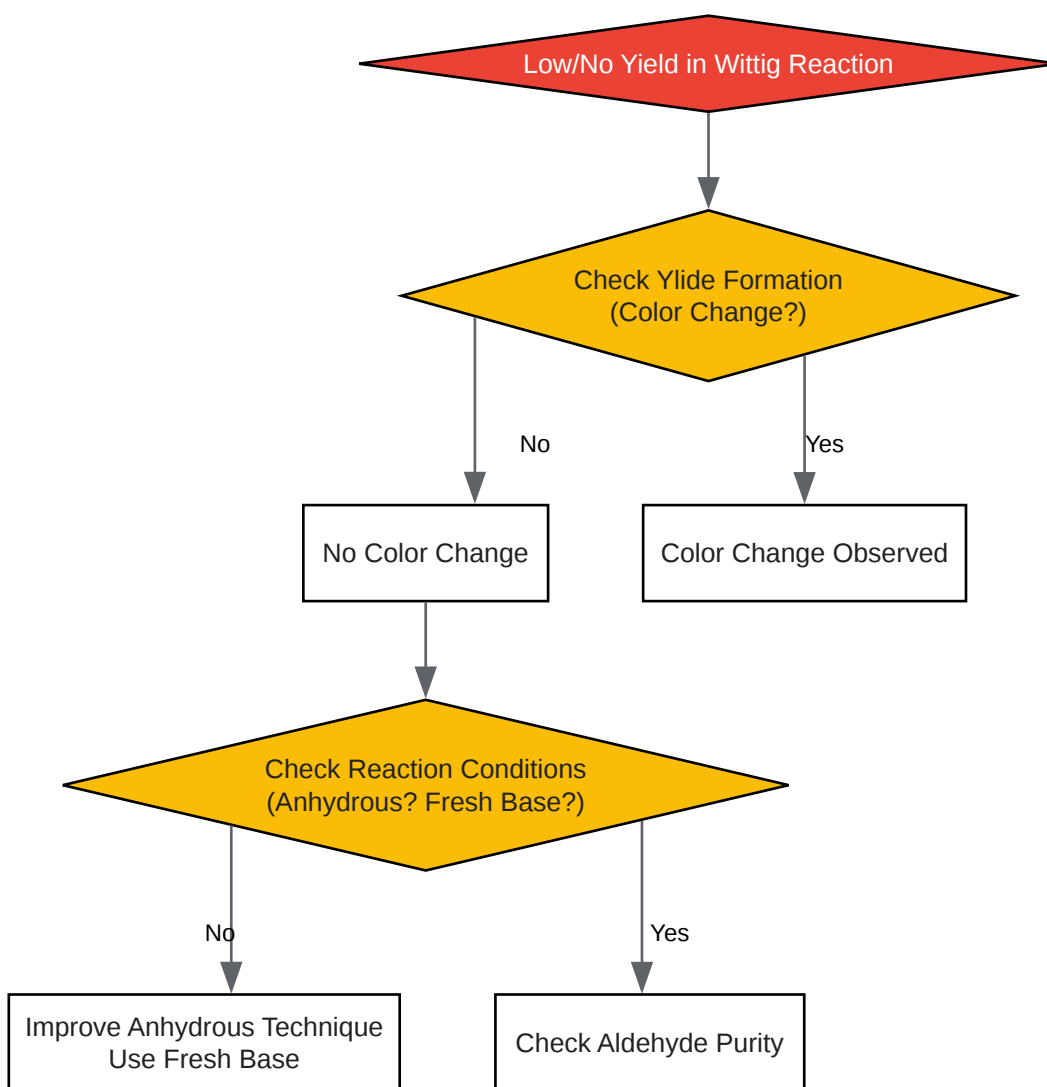 Low/No Yield in Wittig Reaction
Check Ylide Formation
(Color Change?)
No
Yes
No Color Change
Color Change Observed
Check Reaction Conditions
(Anhydrous? Fresh Base?)
No
Yes
Improve Anhydrous Technique
Use Fresh Base
Check Aldehyde Purity